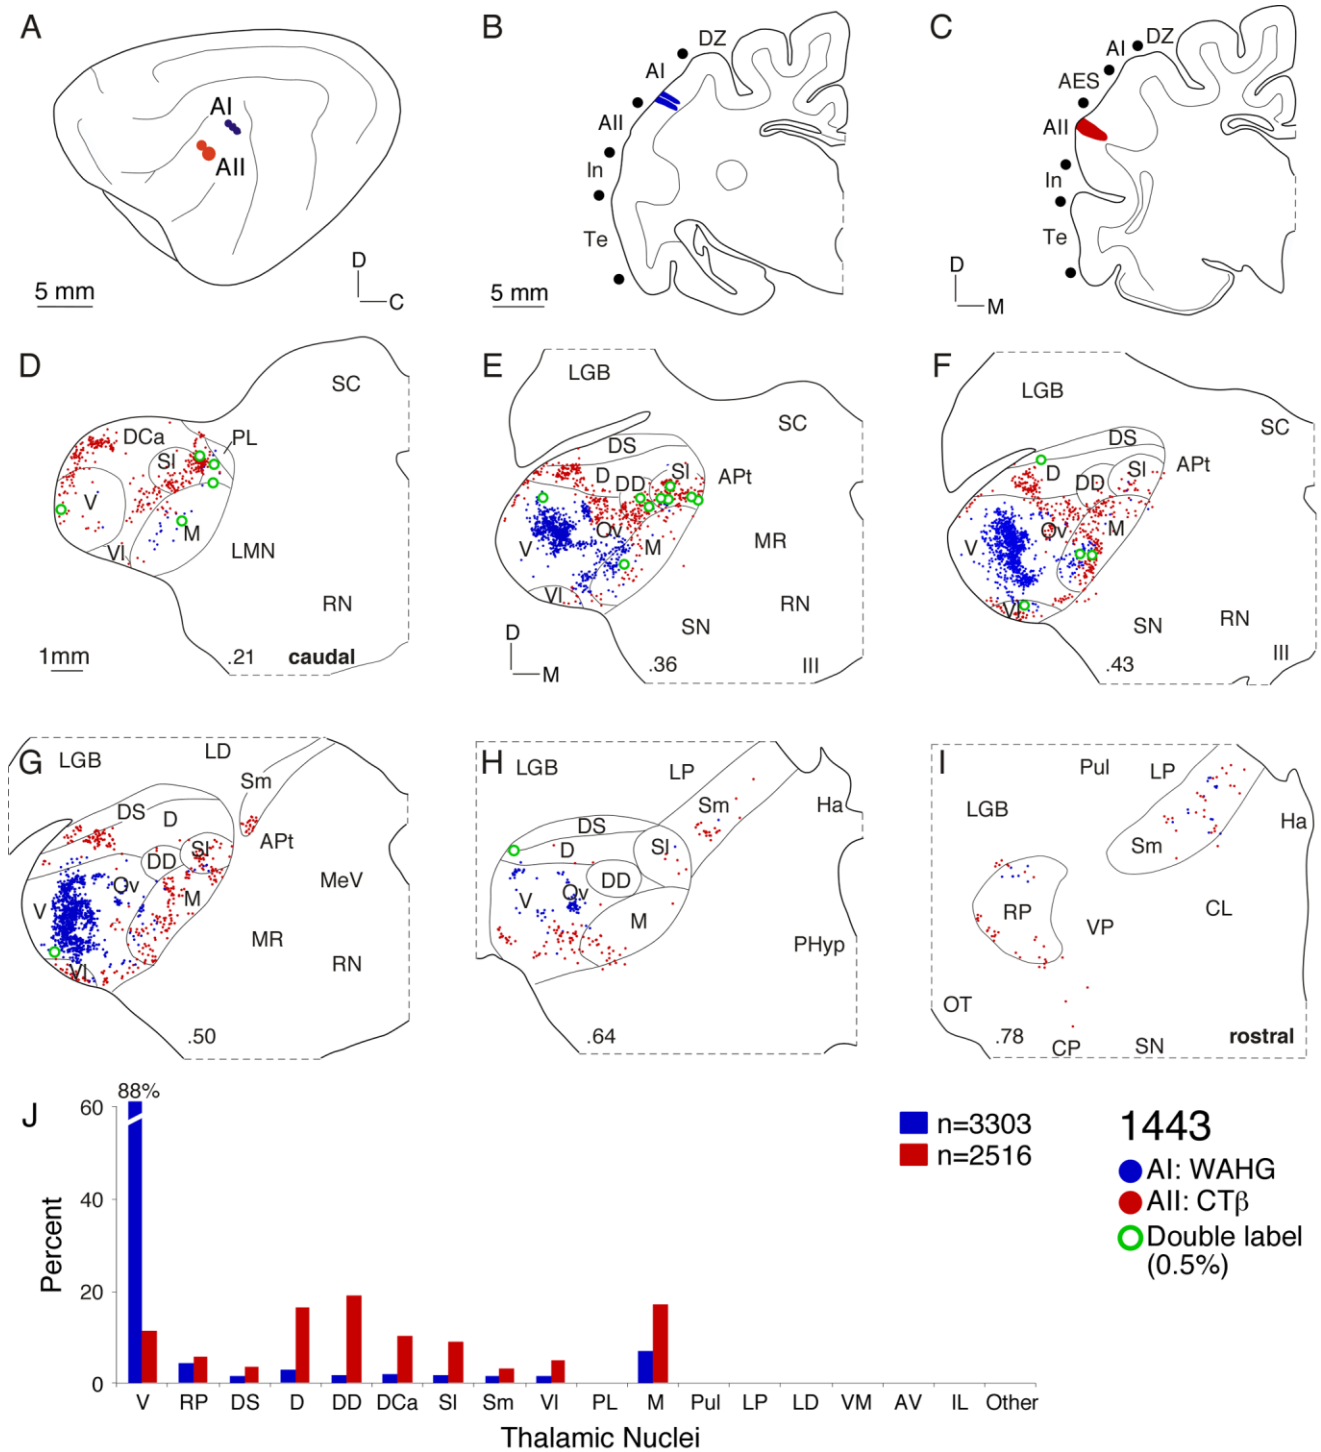 A
AI
AII
5 mm
D
C
B
DZ
AI
AII
In
Te
5 mm
C
DZ
AI
AES
AII
In
Te
D
M
D
SC
DCa
PL
SI
V
M
VI
LMN
RN
1mm
.21
caudal
E
LGB
SC
DS
D
DD
SI
APt
V
Ov
M
MR
VI
RN
SN
D
M
.36
III
F
LGB
SC
DS
D
DD
SI
APt
V
Ov
M
VI
SN
RN
.43
III
G
LGB
LD
Sm
DS
D
APt
DD
SI
V
Ov
M
MeV
MR
RN
VI
.50
H
LGB
LP
Sm
Ha
DS
D
SI
DD
V
Ov
M
PHyp
.64
I
Pul
LP
LGB
Ha
Sm
RP
VP
CL
OT
.78
CP
SN
rostral
J
88%
60
40
20
0
Percent
V RP DS D DD DCa SI Sm VI PL M Pul LP LD VM AV IL Other
Thalamic Nuclei
n=3303
n=2516
1443
AI: WAHG
AII: CTβ
Double label
(0.5%)